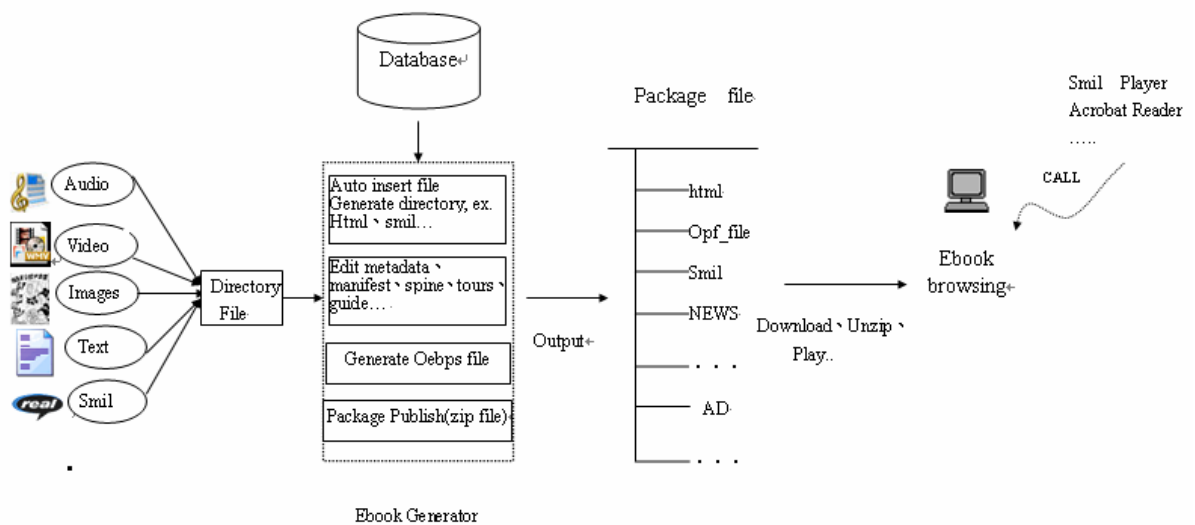 Database
Package file
Smil Player
Acrobat Reader
.....
CALL
Audio
Video
WMV
Images
Text
real
Smil
Directory
File
Auto insert file
Generate directory, ex.
Html、smil…
Edit metadata、
manifest、spine、tours、
guide…
Generate Oebps file
Package Publish(zip file)
Output
html
Opf_file
Smil
NEWS
. . .
AD
. . .
Download、Unzip、
Play..
Ebook
browsing
Ebook Generator